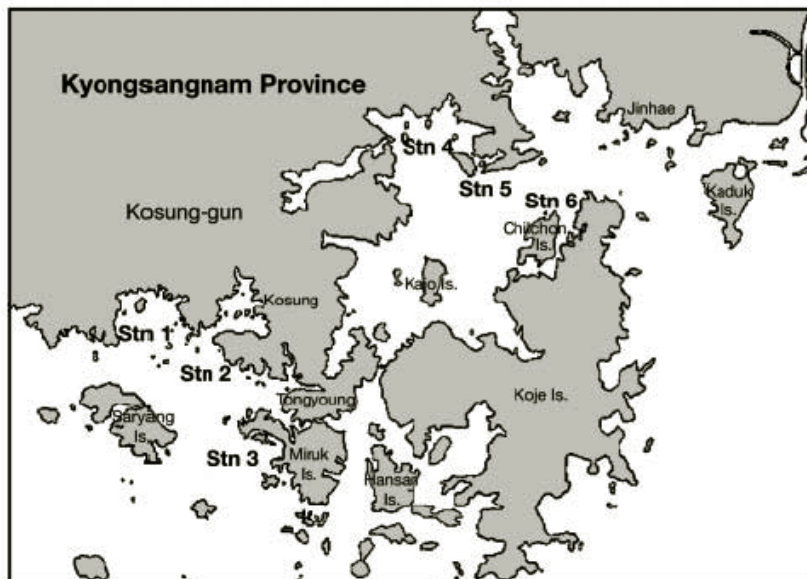 Kyongsangnam Province
Jinhae
Stn 4
Stn 5
Kaduk
Is.
Stn 6
Kosung-gun
Chilchon
Is.
Kajo Is.
Kosung
Stn 1
Stn 2
Koje Is.
Tongyoung
Saryang
Is.
Stn 3
Miruk
Is.
Hansan
Is.